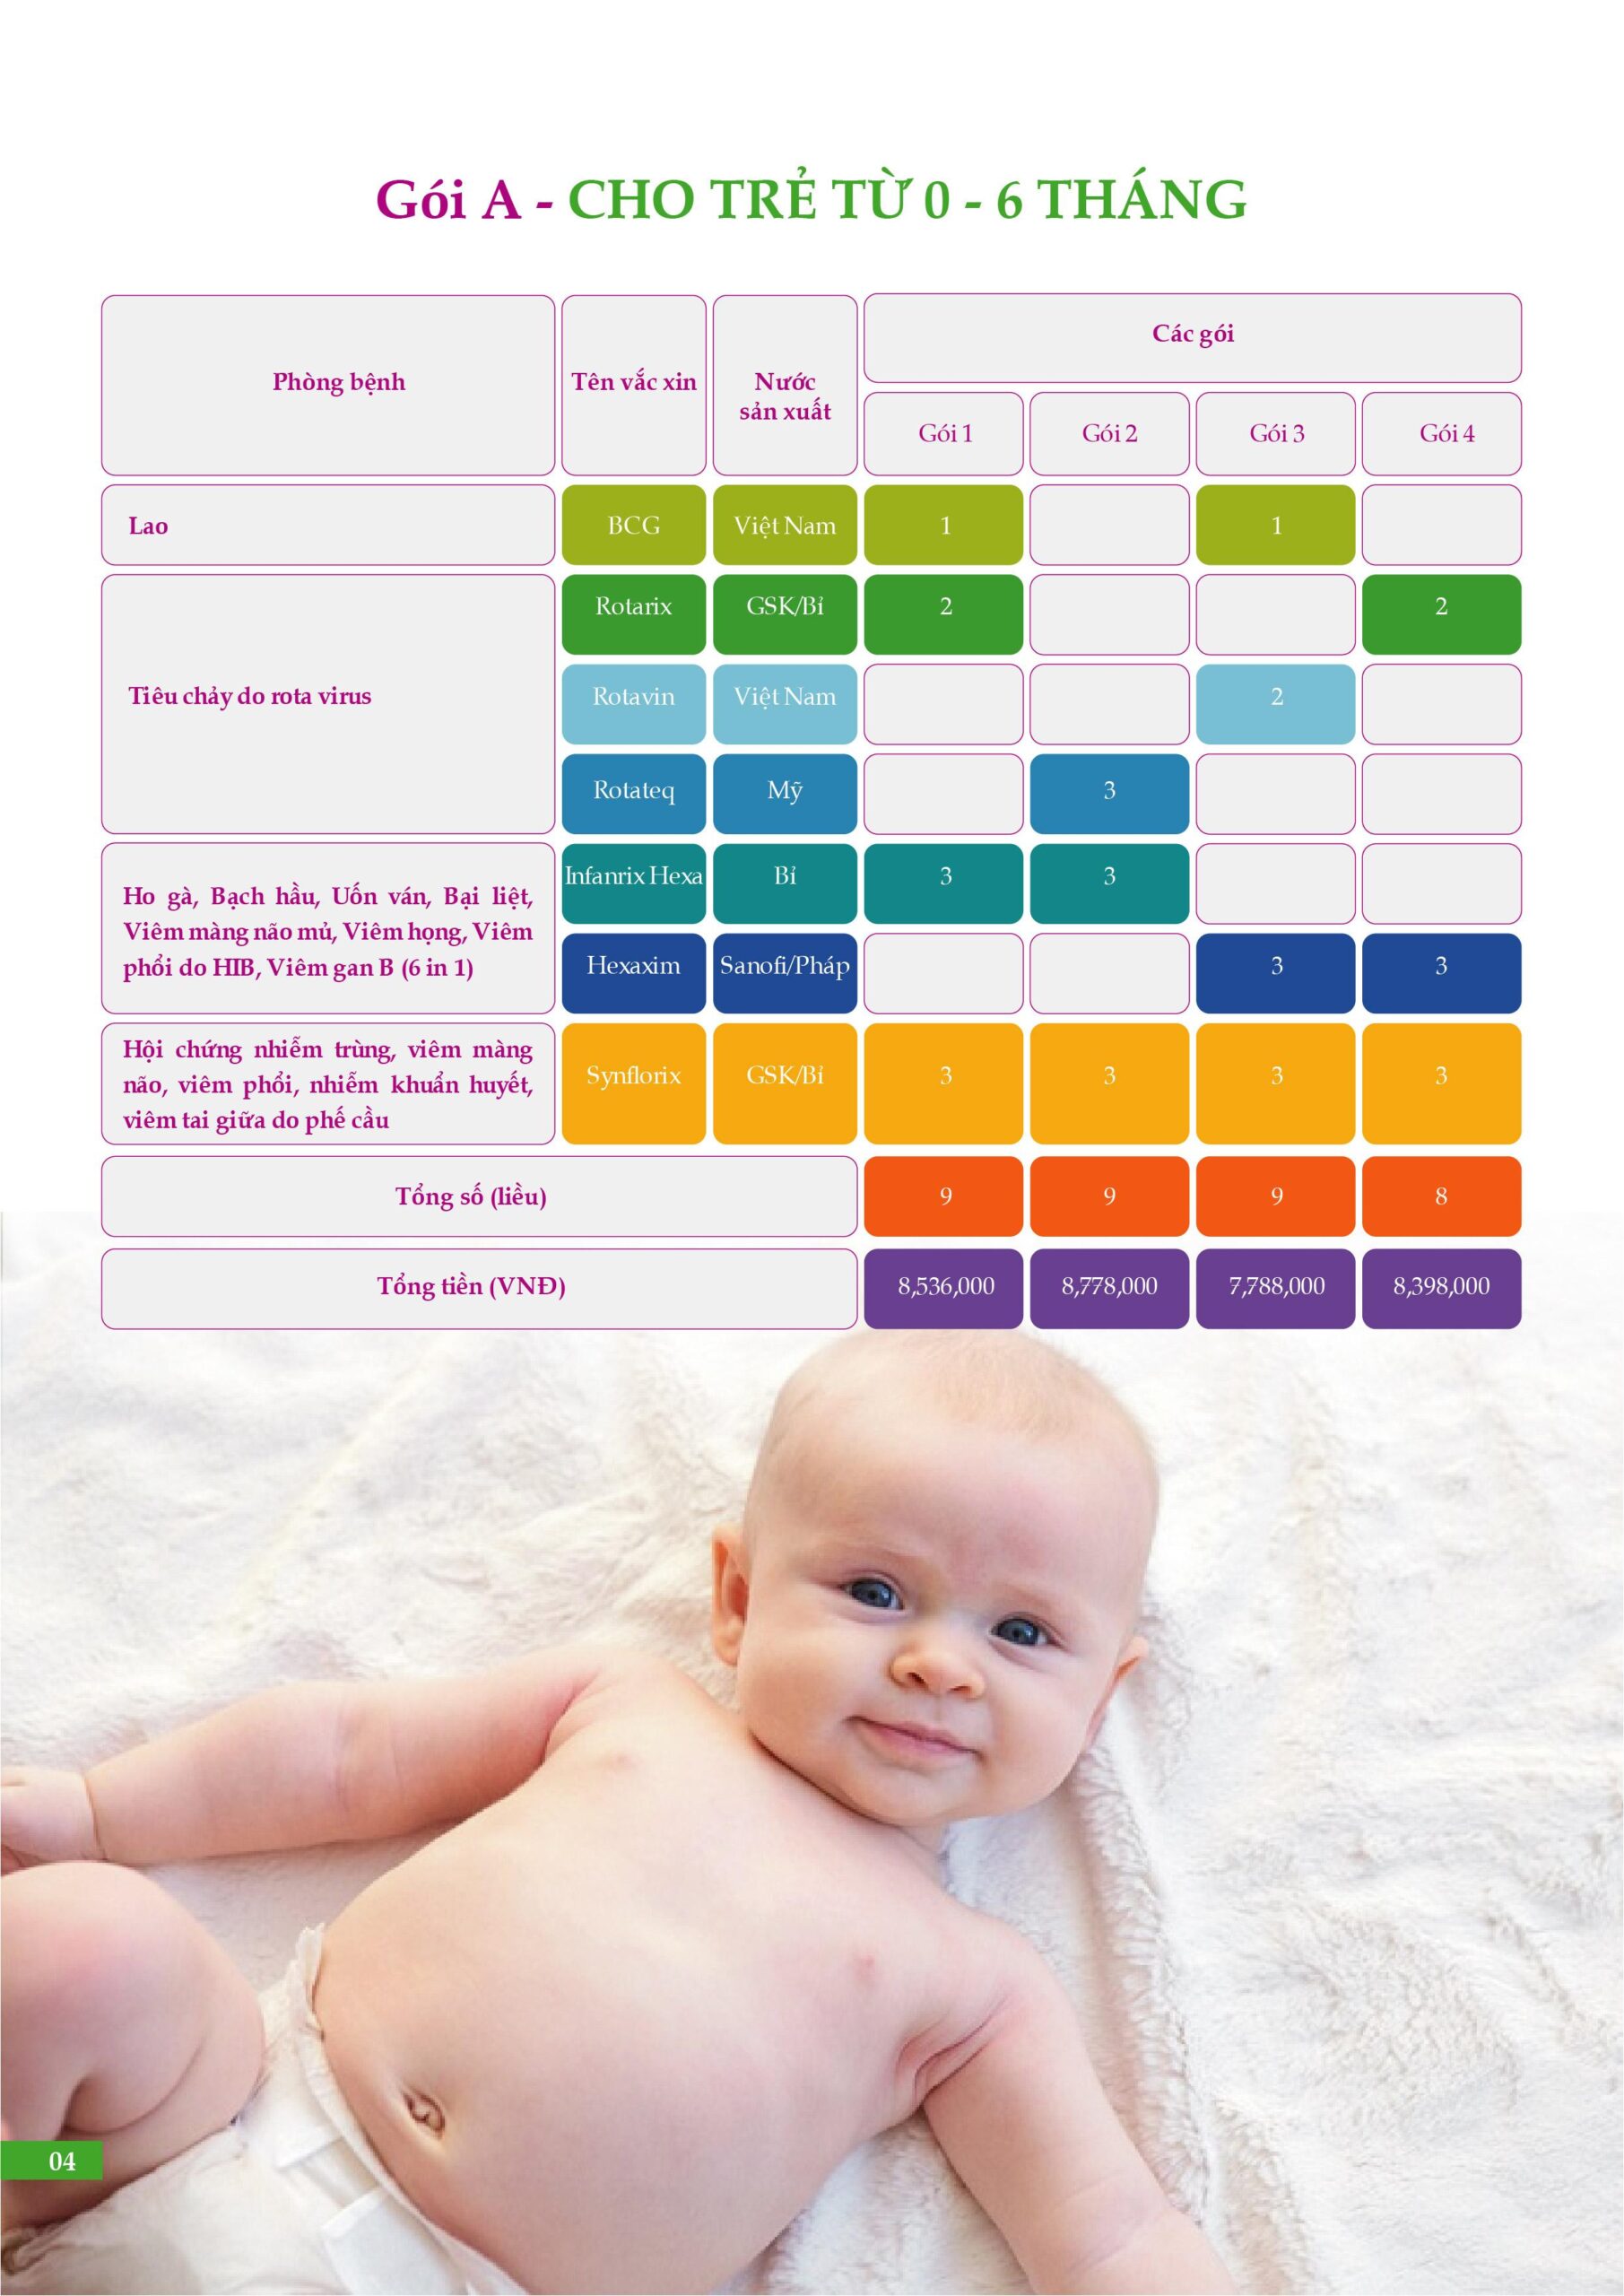 Gói A - CHO TRẺ TỪ 0 - 6 THÁNG
Phòng bệnh
Tên vắc xin
Nước
sản xuất
Các gói
Gói 1
Gói 2
Gói 3
Gói 4
Lao
BCG
Việt Nam
1
1
Tiêu chảy do rota virus
Rotarix
GSK/Bỉ
2
2
Rotavin
Việt Nam
2
Rotateq
Mỹ
3
Ho gà, Bạch hầu, Uốn ván, Bại liệt,
Viêm màng não mủ, Viêm họng, Viêm
phổi do HIB, Viêm gan B (6 in 1)
Infanrix Hexa
Bỉ
3
3
Hexaxim
Sanofi/Pháp
3
3
Hội chứng nhiễm trùng, viêm màng
não, viêm phổi, nhiễm khuẩn huyết,
viêm tai giữa do phế cầu
Synflorix
GSK/Bỉ
3
3
3
3
Tổng số (liều)
9
9
9
8
Tổng tiền (VNĐ)
8,536,000
8,778,000
7,788,000
8,398,000
04